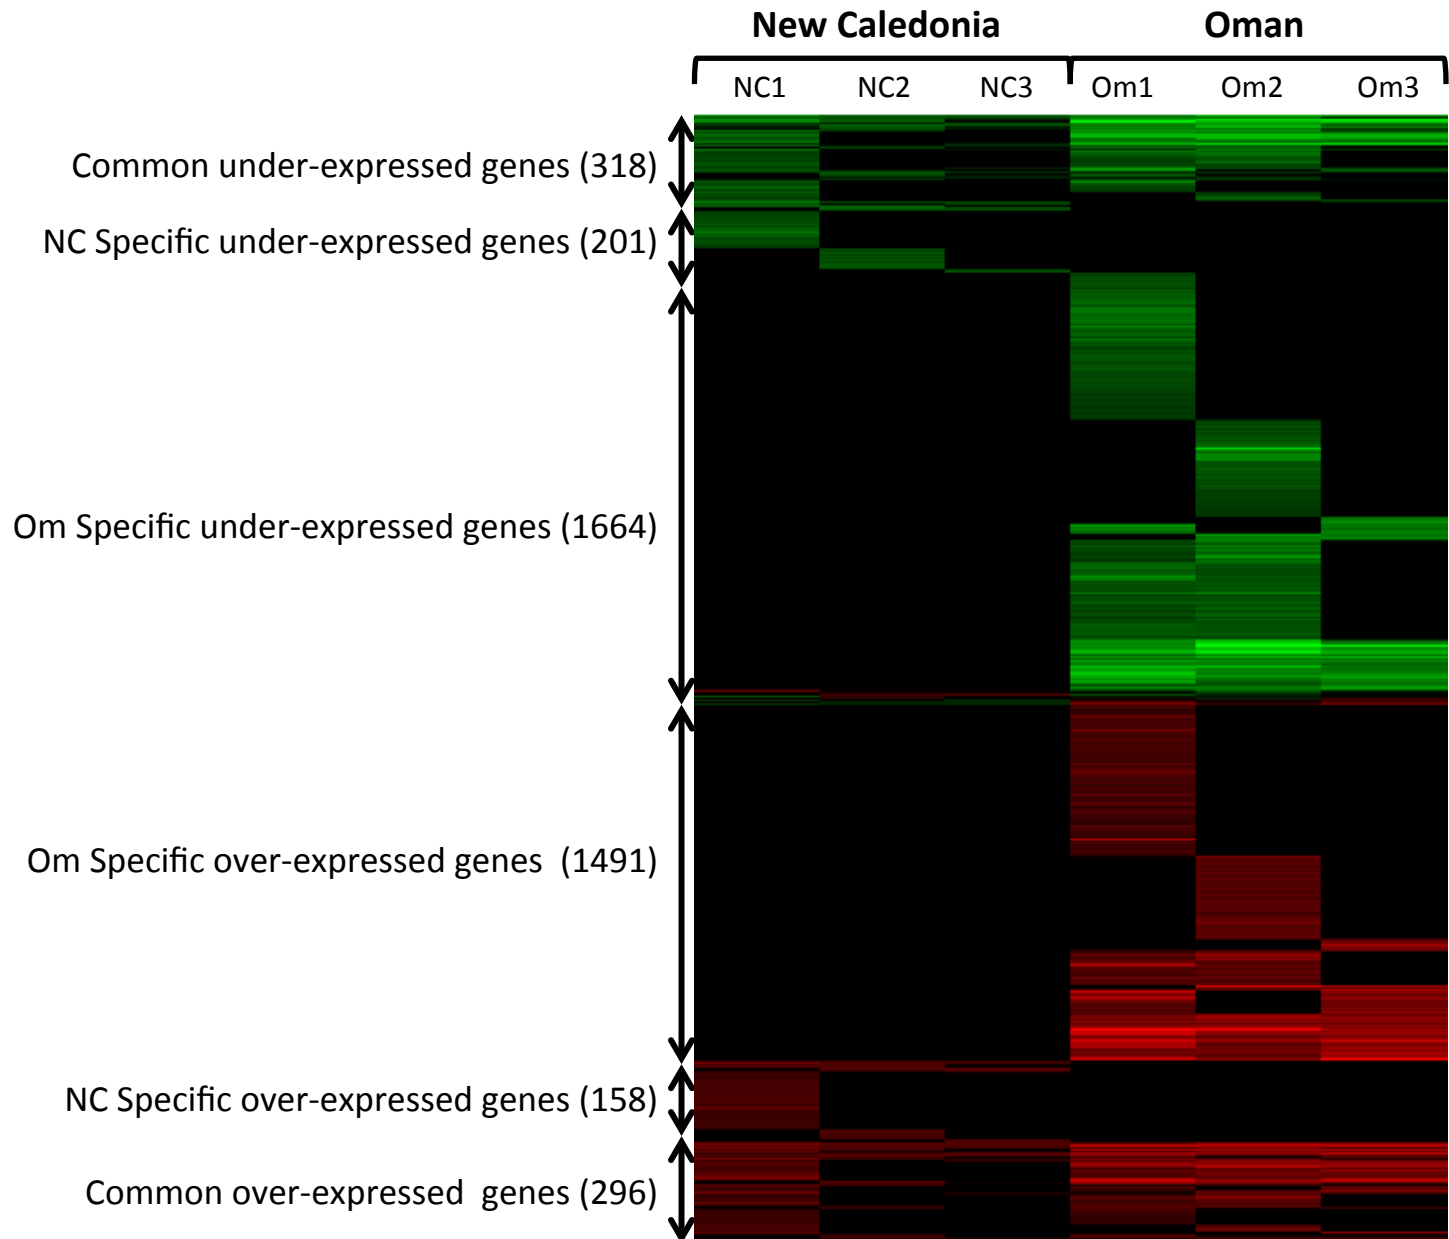 New Caledonia Oman
NC1 NC2 NC3 Om1 Om2 Om3
Common under-expressed genes (318)
NC Specific under-expressed genes (201)
Om Specific under-expressed genes (1664)
Om Specific over-expressed genes  (1491)
NC Specific over-expressed genes (158)
Common over-expressed  genes (296)